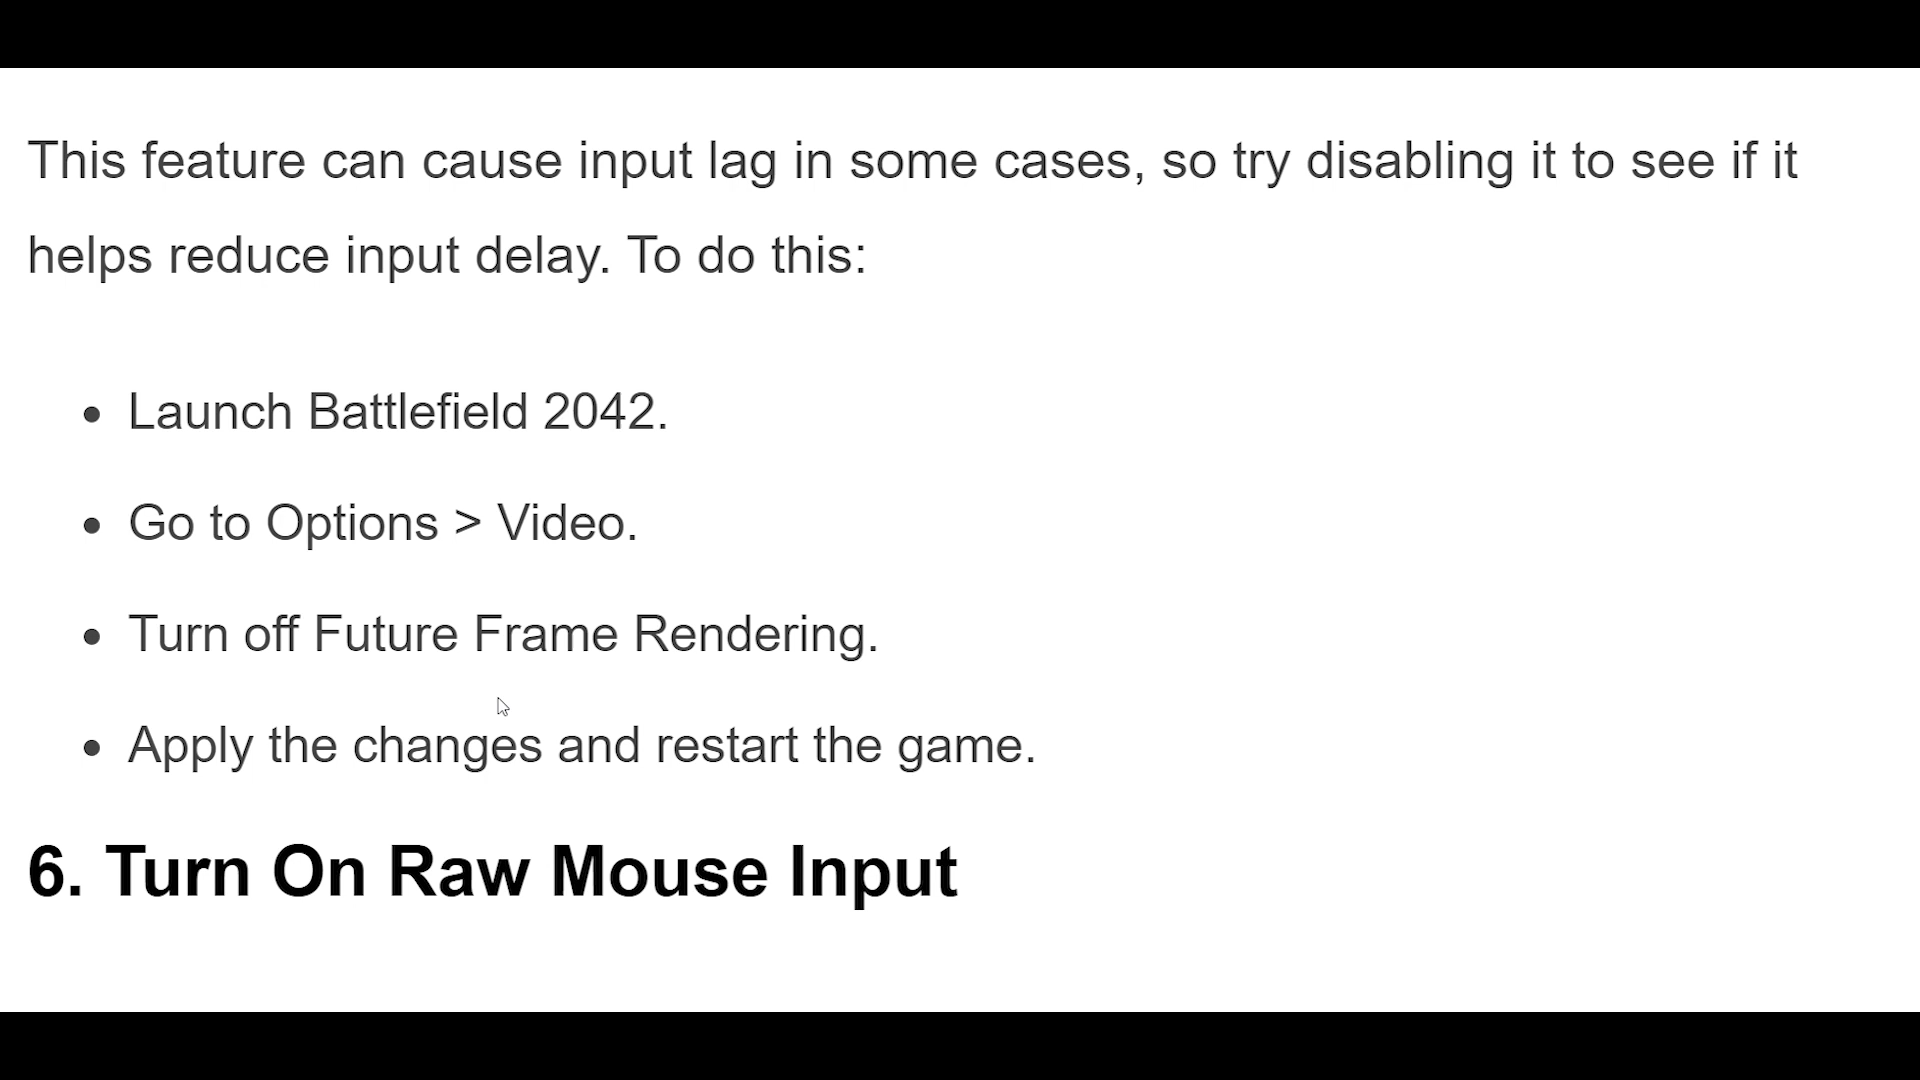 This feature can cause input lag in some cases, so try disabling it to see if it
helps reduce input delay. To do this:
• Launch Battlefield 2042.
• Go to Options > Video.
• Turn off Future Frame Rendering.
• Apply the changes and restart the game.
6. Turn On Raw Mouse Input